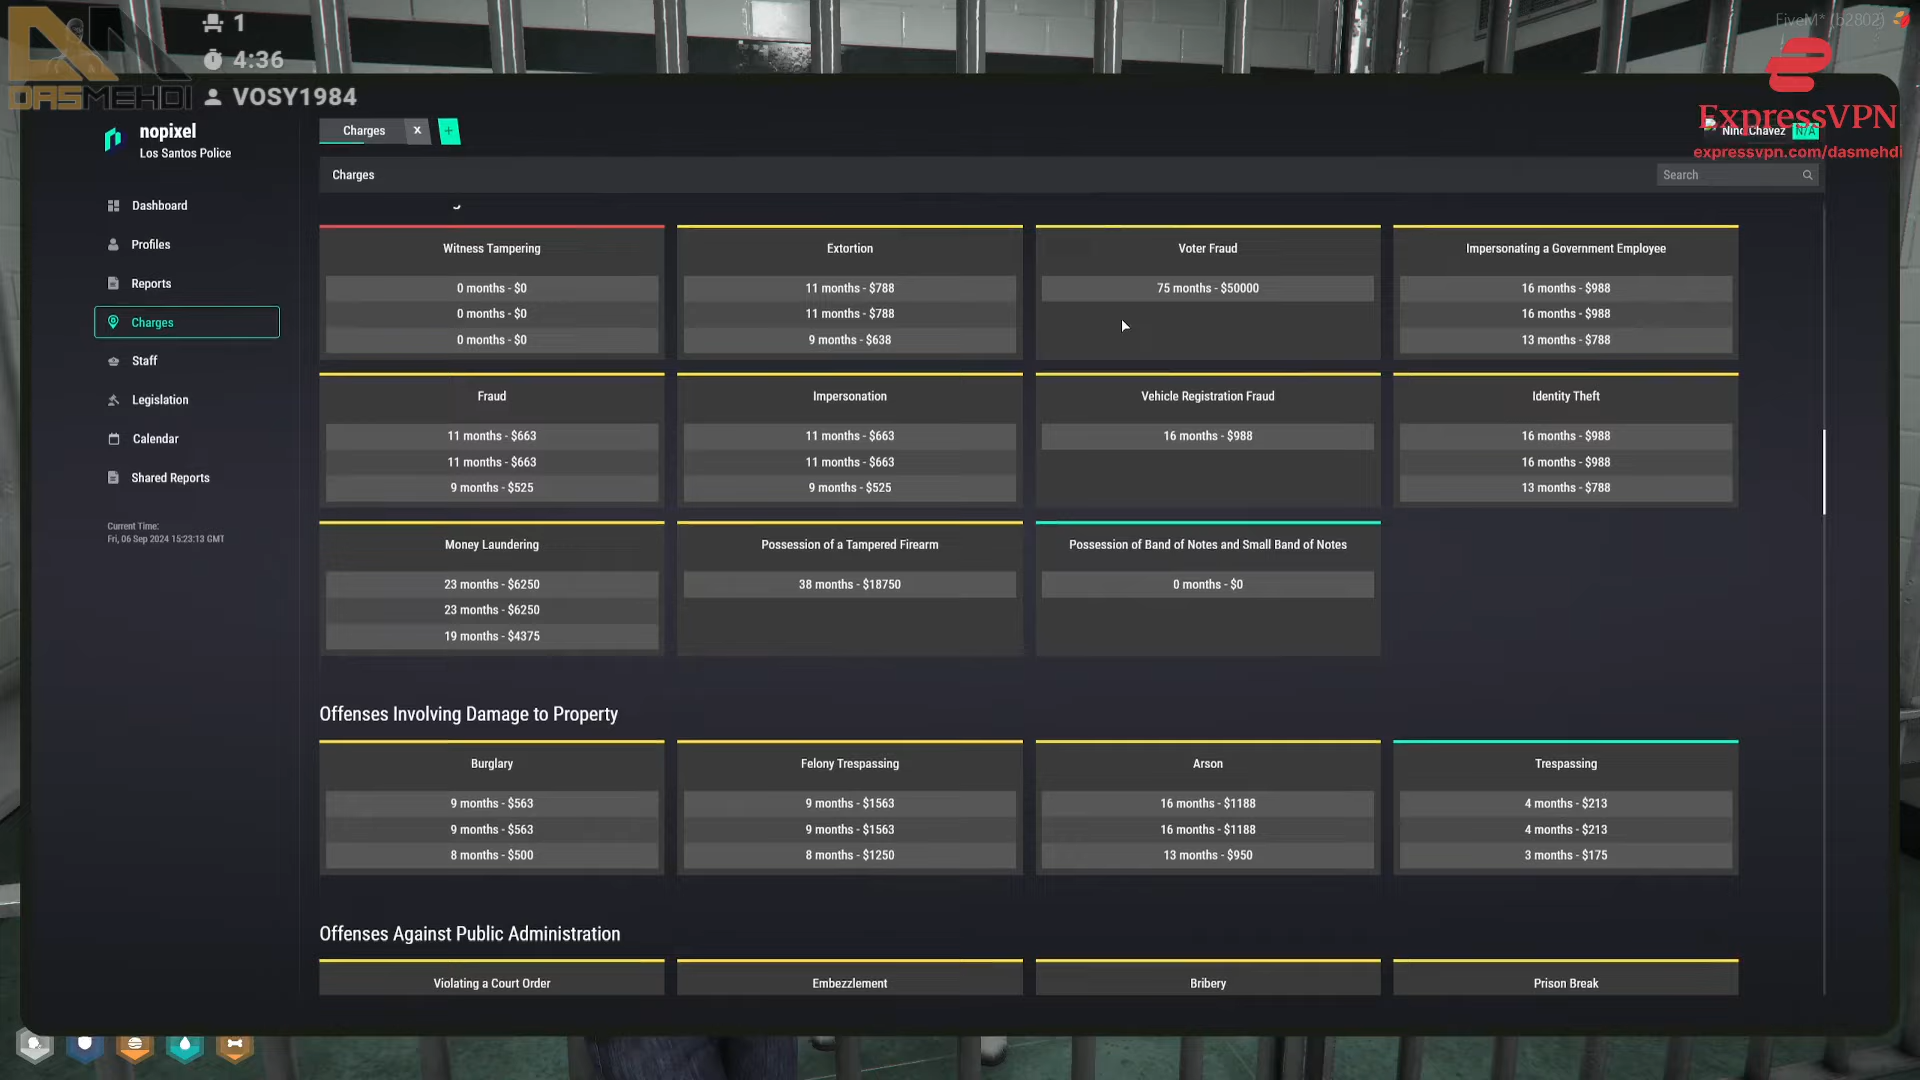 DASMEHDI
1
4:36
VOSY1984
FiveM* (b2802)
ExpressVPN
expressvpn.com/dasmehdi
nopixel
Los Santos Police
Charges x +
Nino Chavez N/A
Charges
Search
Dashboard
Profiles
Reports
Charges
Staff
Legislation
Calendar
Shared Reports
Current Time:
Fri, 06 Sep 2024 15:23:13 GMT
Witness Tampering
0 months - $0
0 months - $0
0 months - $0
Extortion
11 months - $788
11 months - $788
9 months - $638
Voter Fraud
75 months - $50000
Impersonating a Government Employee
16 months - $988
16 months - $988
13 months - $788
Fraud
11 months - $663
11 months - $663
9 months - $525
Impersonation
11 months - $663
11 months - $663
9 months - $525
Vehicle Registration Fraud
16 months - $988
Identity Theft
16 months - $988
16 months - $988
13 months - $788
Money Laundering
23 months - $6250
23 months - $6250
19 months - $4375
Possession of a Tampered Firearm
38 months - $18750
Possession of Band of Notes and Small Band of Notes
0 months - $0
Offenses Involving Damage to Property
Burglary
9 months - $563
9 months - $563
8 months - $500
Felony Trespassing
9 months - $1563
9 months - $1563
8 months - $1250
Arson
16 months - $1188
16 months - $1188
13 months - $950
Trespassing
4 months - $213
4 months - $213
3 months - $175
Offenses Against Public Administration
Violating a Court Order
Embezzlement
Bribery
Prison Break